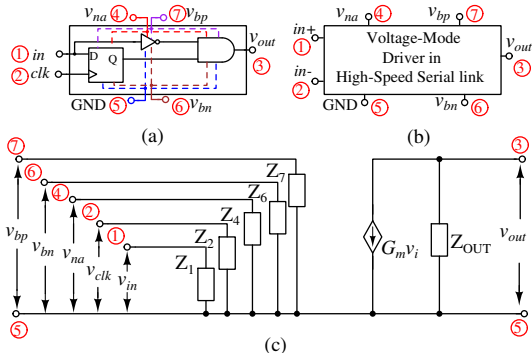 v_na ④ ⑦ v_bp
① in
D
Q
v_out
② clk
③
GND ⑤ ⑥ v_bn
(a)
v_na ④ v_bp ⑦
in+
①
Voltage-Mode
Driver in
High-Speed Serial link
v_out
③
in-
②
GND ⑤ v_bn ⑥
(b)
⑦ ③
⑥ Z_7
④ Z_6
② Z_4
① Z_2
Z_1
v_bp v_bn v_na v_clk v_in
G_m v_i Z_OUT v_out
⑤ ⑤
(c)